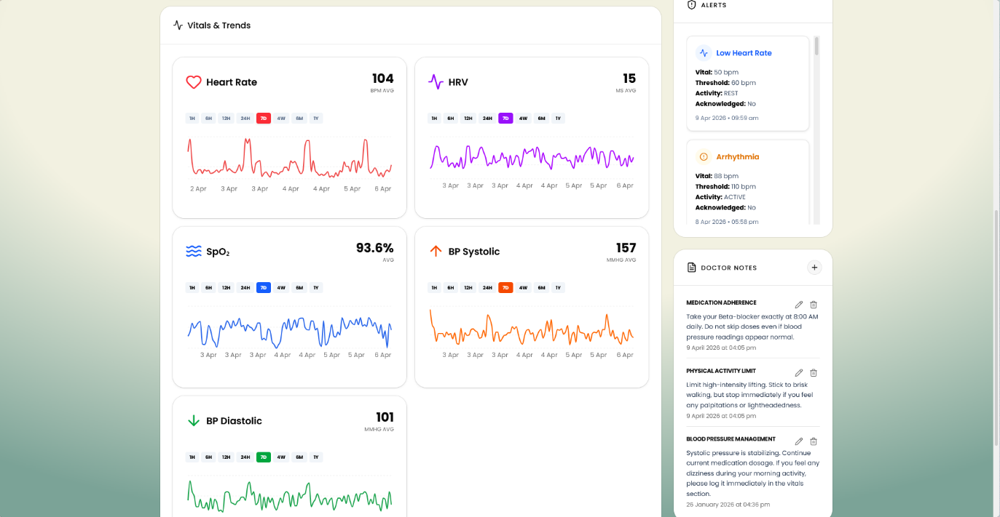 Vitals & Trends
Heart Rate
104
BPM AVG
1H 6H 12H 24H 7D 4W 6M 1Y
2 Apr 3 Apr 3 Apr 4 Apr 4 Apr 5 Apr 6 Apr
HRV
15
MS AVG
1H 6H 12H 24H 7D 4W 6M 1Y
3 Apr 3 Apr 3 Apr 4 Apr 4 Apr 5 Apr 5 Apr 6 Apr
SpO₂
93.6%
AVG
1H 6H 12H 24H 7D 4W 6M 1Y
3 Apr 3 Apr 3 Apr 4 Apr 4 Apr 5 Apr 5 Apr 6 Apr
BP Systolic
157
MMHG AVG
1H 6H 12H 24H 7D 4W 6M 1Y
3 Apr 3 Apr 3 Apr 4 Apr 4 Apr 5 Apr 5 Apr 6 Apr
BP Diastolic
101
MMHG AVG
1H 6H 12H 24H 7D 4W 6M 1Y
ALERTS
Low Heart Rate
Vital: 50 bpm
Threshold: 60 bpm
Activity: REST
Acknowledged: No
9 Apr 2026 • 09:59 am
Arrhythmia
Vital: 88 bpm
Threshold: 110 bpm
Activity: ACTIVE
Acknowledged: No
8 Apr 2026 • 05:58 pm
DOCTOR NOTES
MEDICATION ADHERENCE
Take your Beta-blocker exactly at 8:00 AM
daily. Do not skip doses even if blood
pressure readings appear normal.
9 April 2026 at 04:05 pm
PHYSICAL ACTIVITY LIMIT
Limit high-intensity lifting. Stick to brisk
walking, but stop immediately if you feel
any palpitations or lightheadedness.
9 April 2026 at 04:05 pm
BLOOD PRESSURE MANAGEMENT
Systolic pressure is stabilizing. Continue
current medication dosage. If you feel any
dizziness during your morning activity,
please log it immediately in the vitals
section.
26 January 2026 at 04:36 pm